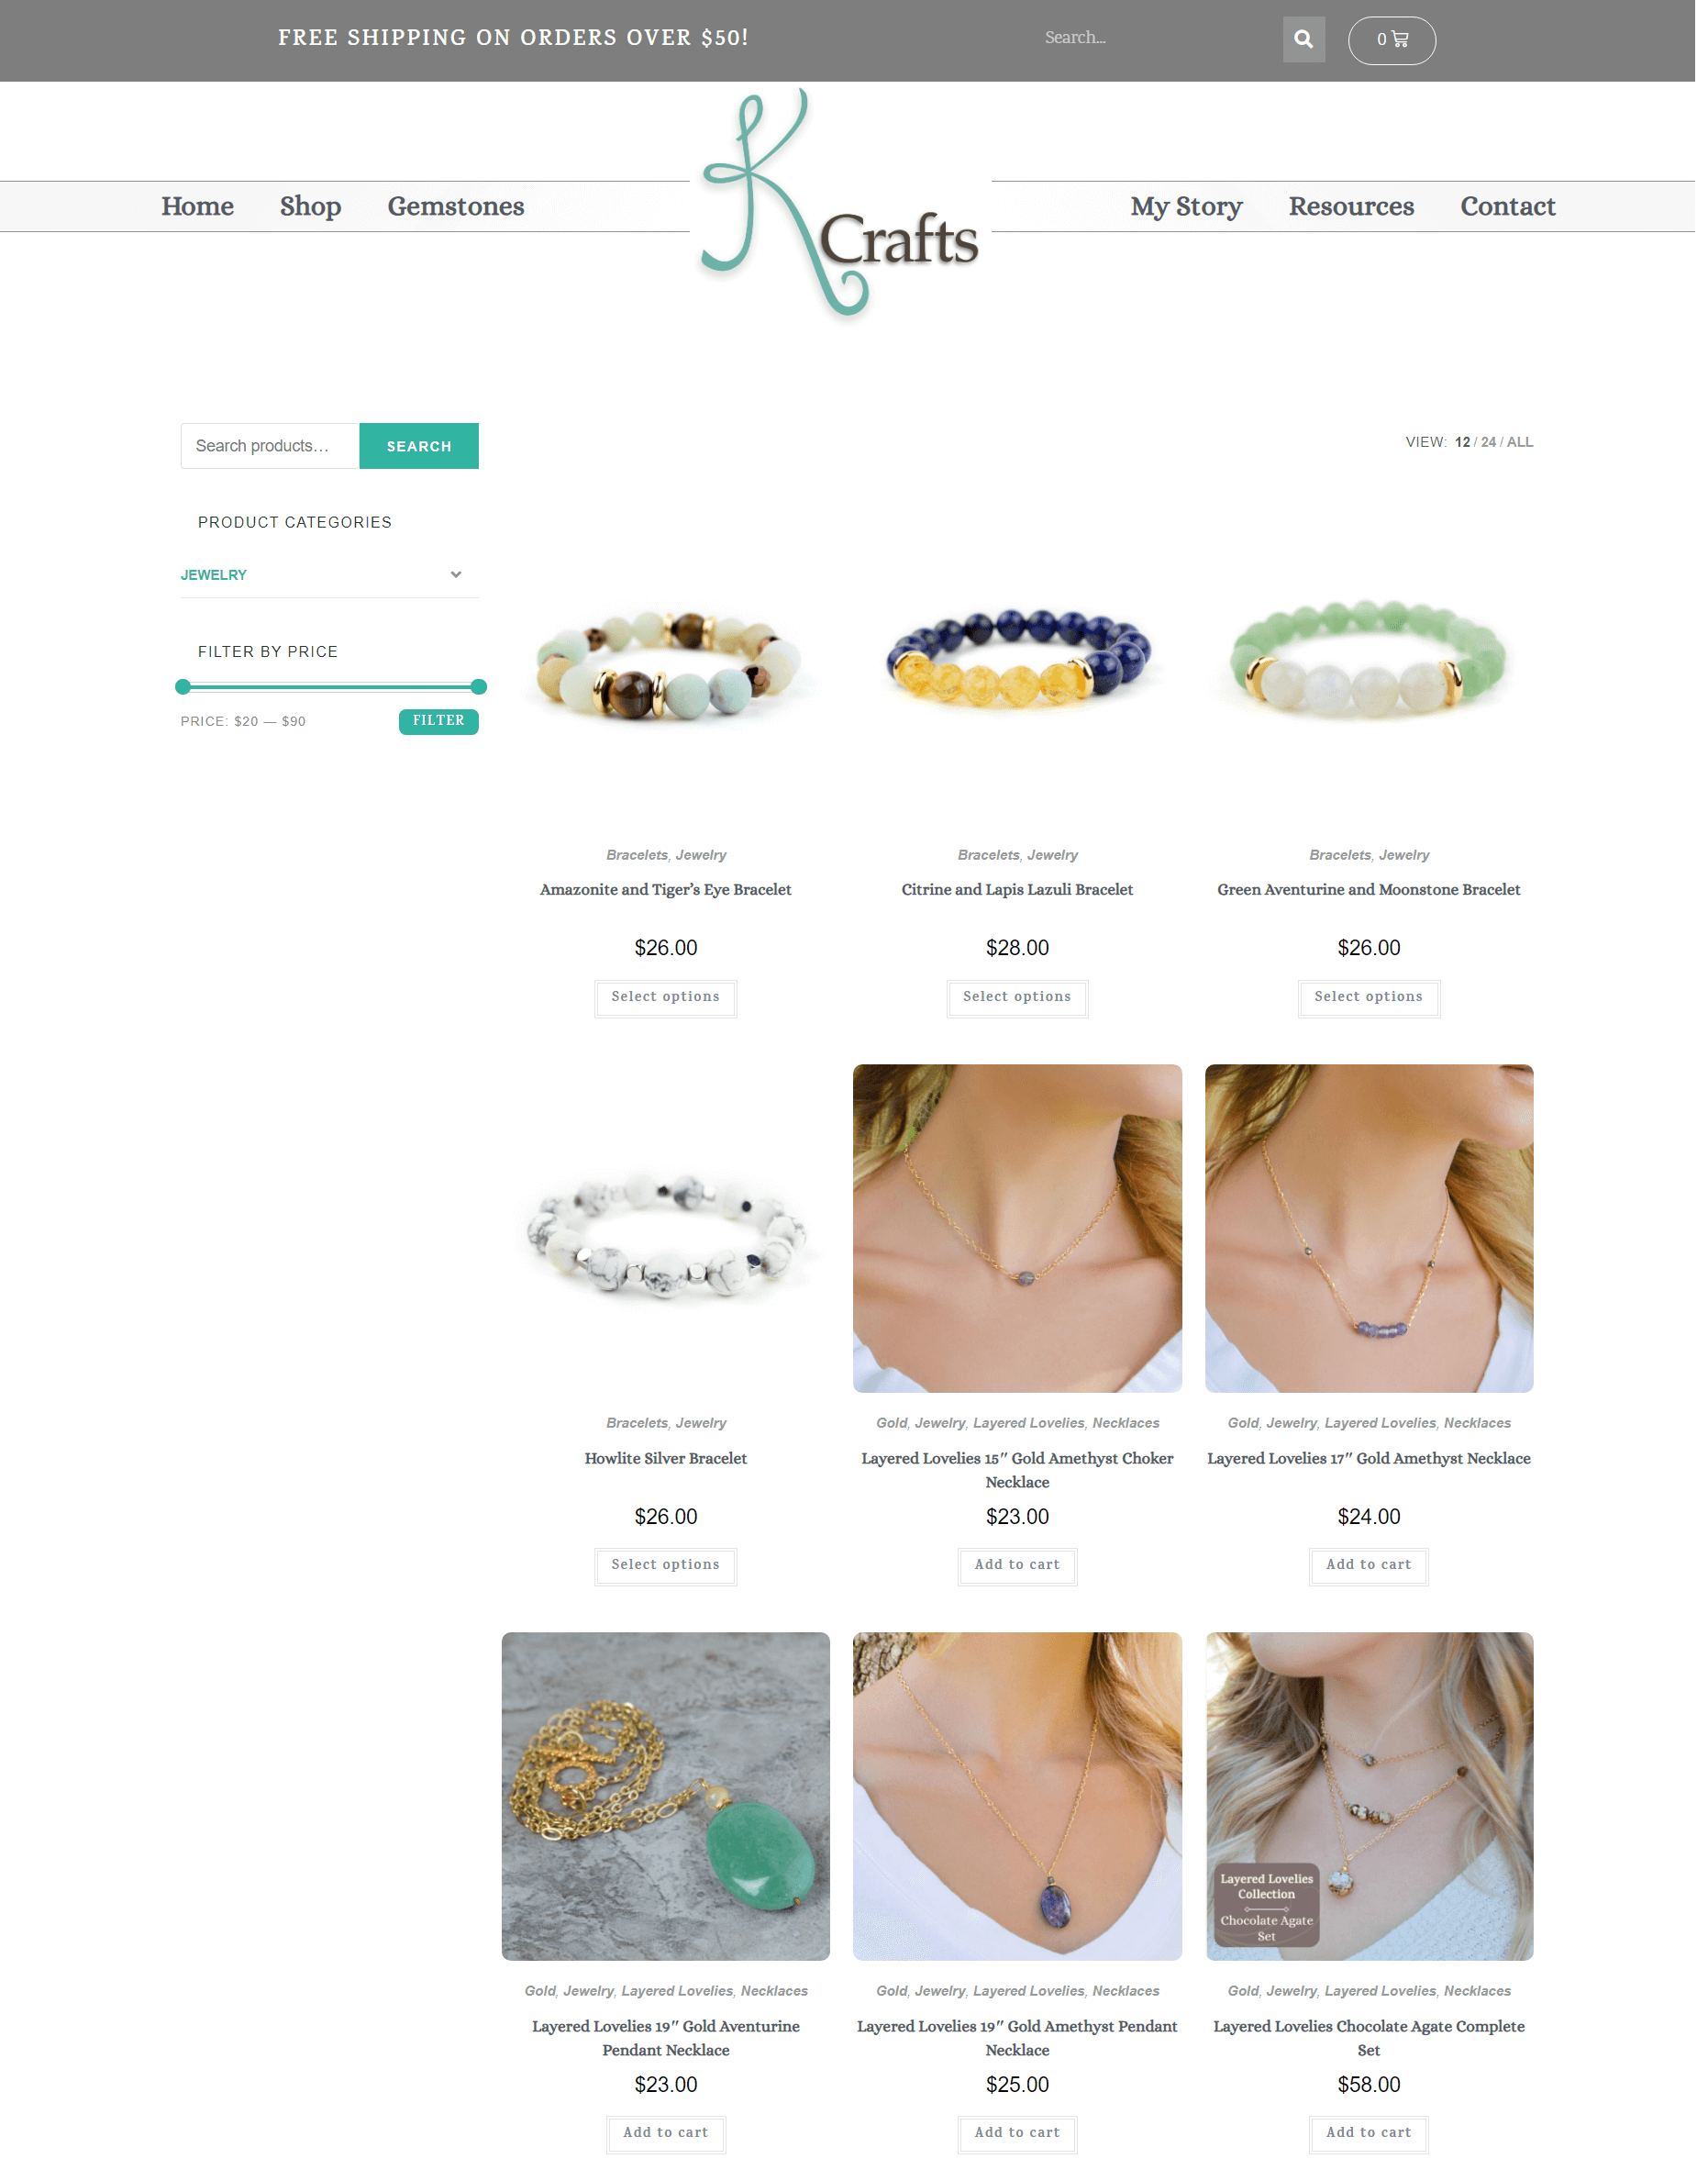 FREE SHIPPING ON ORDERS OVER $50!
Search...
0
Home
Shop
Gemstones
K Crafts
My Story
Resources
Contact
Search products…
SEARCH
VIEW: 12 / 24 / ALL
PRODUCT CATEGORIES
JEWELRY
FILTER BY PRICE
PRICE: $20 — $90
FILTER
Bracelets, Jewelry
Amazonite and Tiger’s Eye Bracelet
$26.00
Select options
Bracelets, Jewelry
Citrine and Lapis Lazuli Bracelet
$28.00
Select options
Bracelets, Jewelry
Green Aventurine and Moonstone Bracelet
$26.00
Select options
Bracelets, Jewelry
Howlite Silver Bracelet
$26.00
Select options
Gold, Jewelry, Layered Lovelies, Necklaces
Layered Lovelies 15″ Gold Amethyst Choker
Necklace
$23.00
Add to cart
Gold, Jewelry, Layered Lovelies, Necklaces
Layered Lovelies 17″ Gold Amethyst Necklace
$24.00
Add to cart
Gold, Jewelry, Layered Lovelies, Necklaces
Layered Lovelies 19″ Gold Aventurine
Pendant Necklace
$23.00
Add to cart
Gold, Jewelry, Layered Lovelies, Necklaces
Layered Lovelies 19″ Gold Amethyst Pendant
Necklace
$25.00
Add to cart
Layered Lovelies
Collection
Chocolate Agate
Set
Gold, Jewelry, Layered Lovelies, Necklaces
Layered Lovelies Chocolate Agate Complete
Set
$58.00
Add to cart